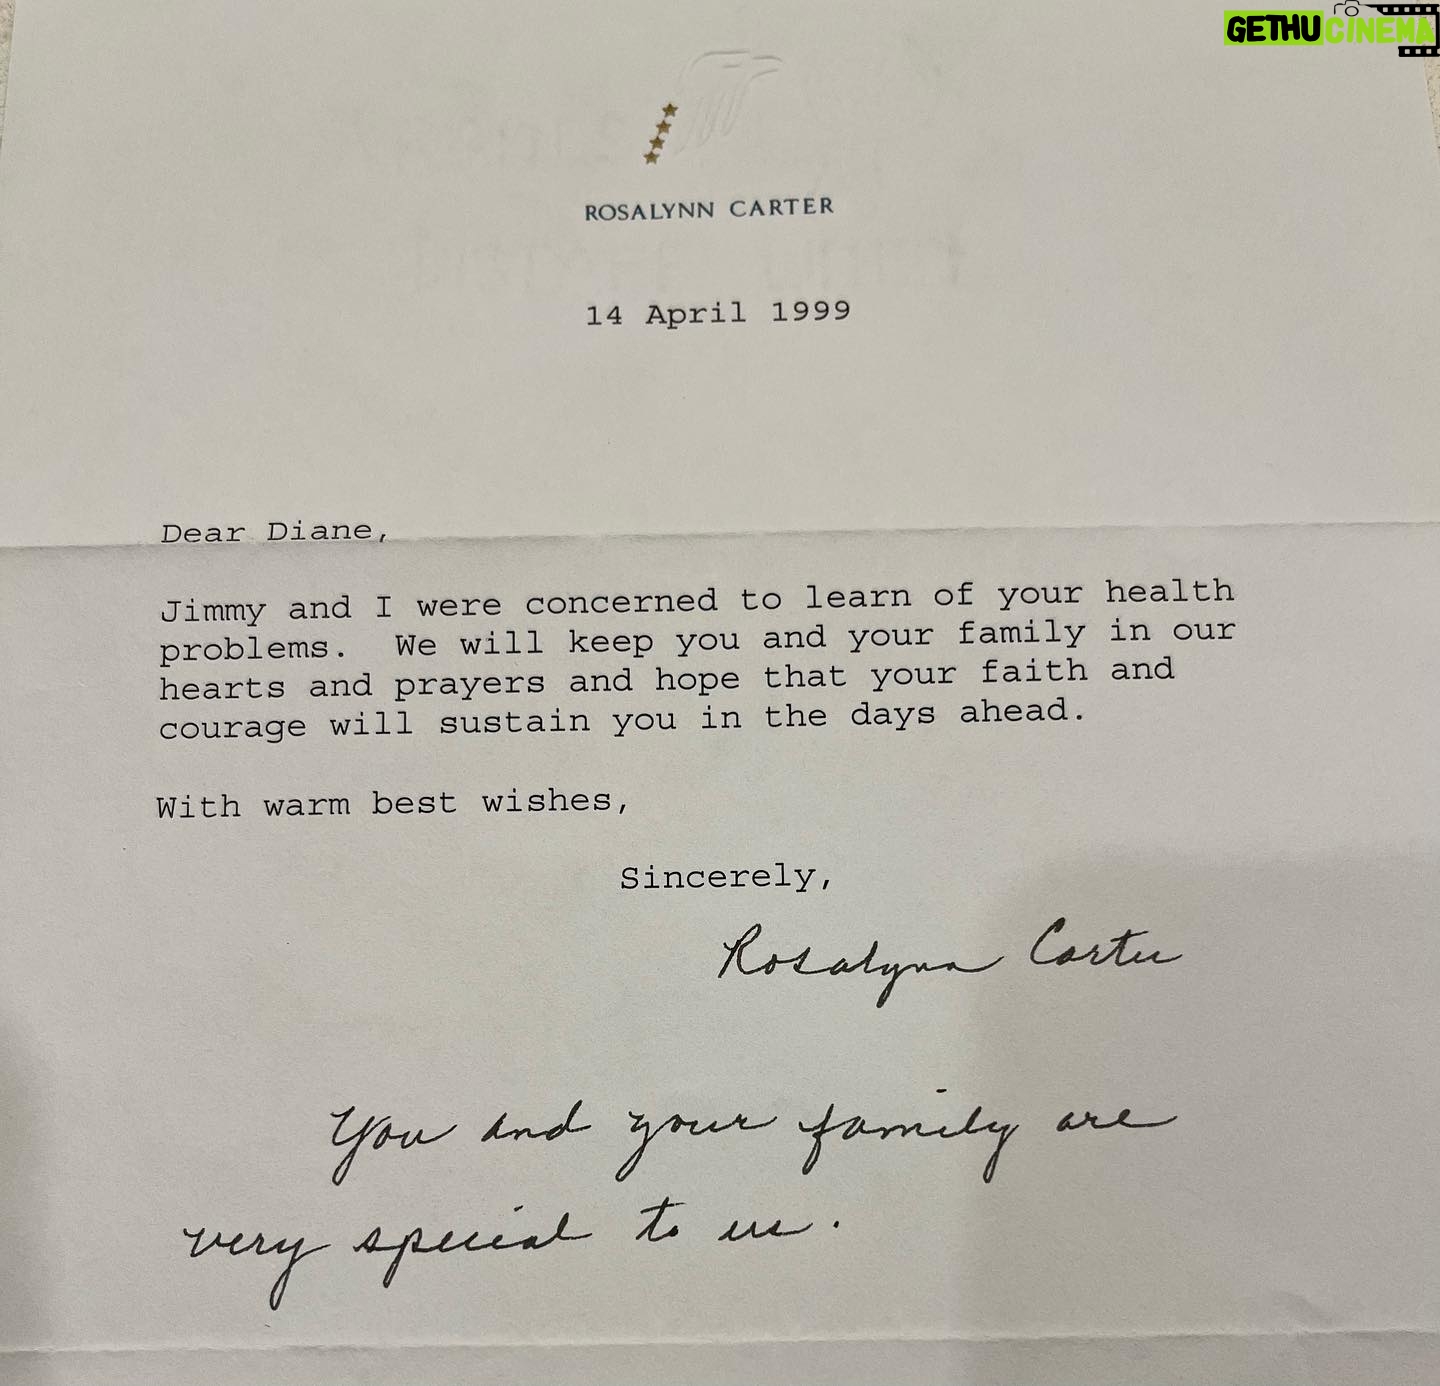 GETHUCINEMA
ROSALYNN CARTER
14 April 1999
Dear Diane,
Jimmy and I were concerned to learn of your health
problems. We will keep you and your family in our
hearts and prayers and hope that your faith and
courage will sustain you in the days ahead.
With warm best wishes,
Sincerely,
Rosalynn Carter
You and your family are
very special to us.